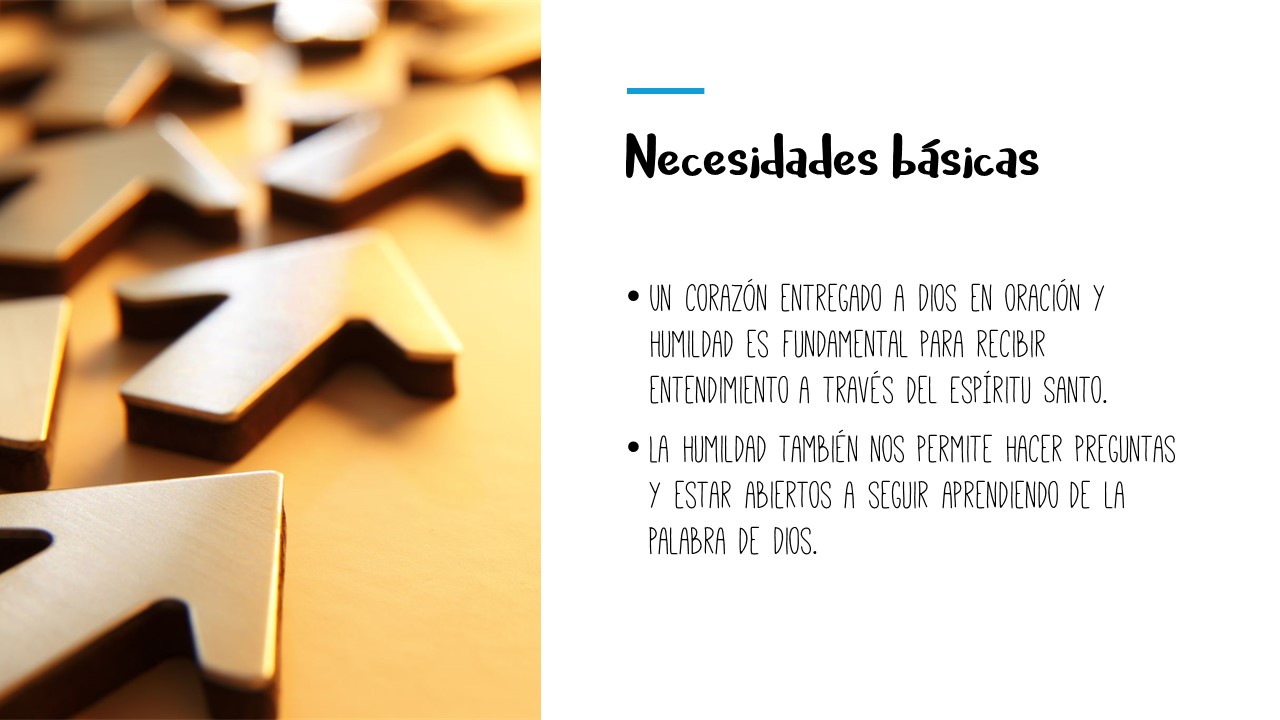 Necesidades básicas
• UN CORAZÓN ENTREGADO A DIOS EN ORACIÓN Y
HUMILDAD ES FUNDAMENTAL PARA RECIBIR
ENTENDIMIENTO A TRAVÉS DEL ESPÍRITU SANTO.
• LA HUMILDAD TAMBIÉN NOS PERMITE HACER PREGUNTAS
Y ESTAR ABIERTOS A SEGUIR APRENDIENDO DE LA
PALABRA DE DIOS.